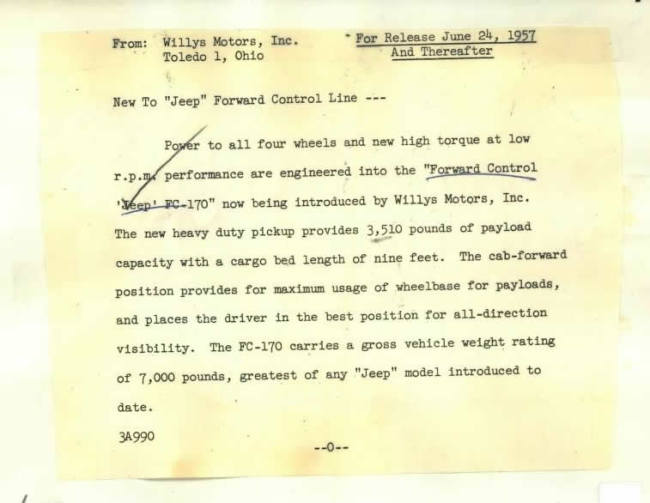 From: Willys Motors, Inc.
Toledo 1, Ohio
For Release June 24, 1957
And Thereafter
New To "Jeep" Forward Control Line ---
Power to all four wheels and new high torque at low
r.p.m. performance are engineered into the "Forward Control
'Jeep' FC-170" now being introduced by Willys Motors, Inc.
The new heavy duty pickup provides 3,510 pounds of payload
capacity with a cargo bed length of nine feet. The cab-forward
position provides for maximum usage of wheelbase for payloads,
and places the driver in the best position for all-direction
visibility. The FC-170 carries a gross vehicle weight rating
of 7,000 pounds, greatest of any "Jeep" model introduced to
date.
3A990
--0--